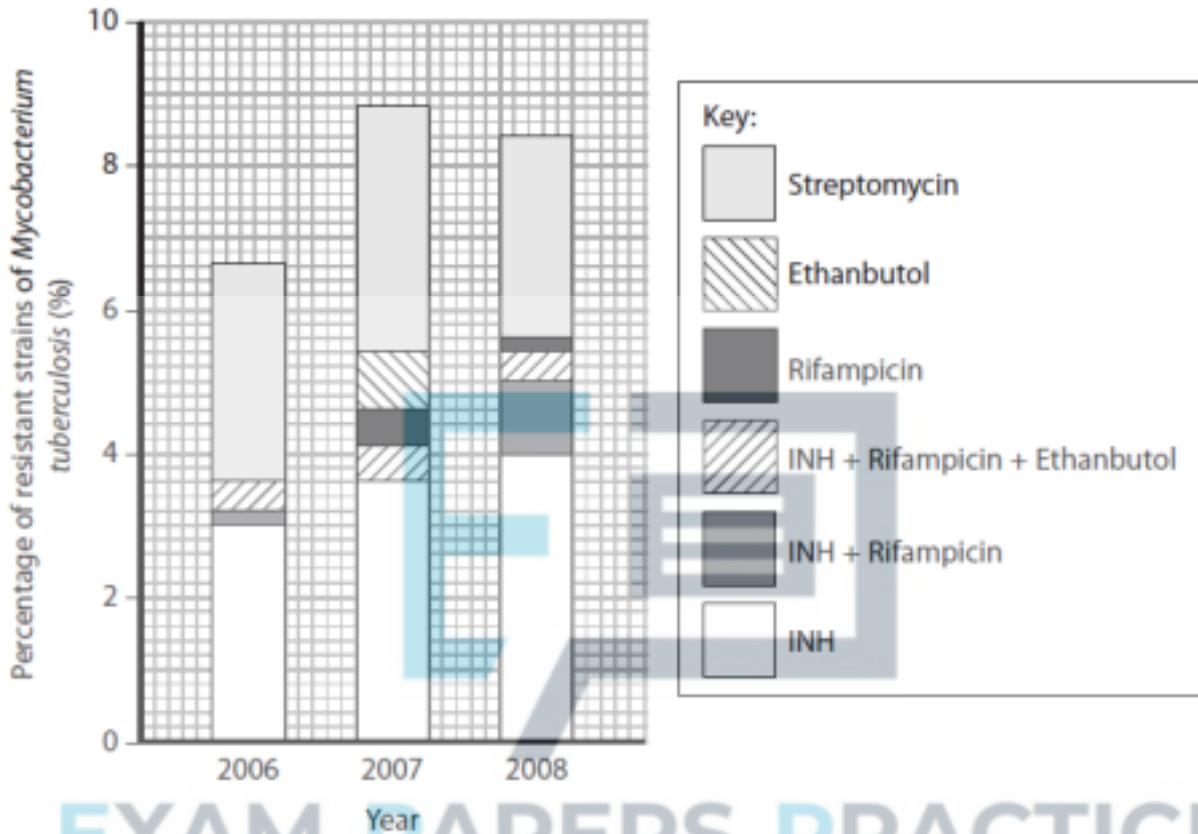 Percentage of resistant strains of Mycobacterium
tuberculosis (%)
10
8
6
4
2
0
2006 2007 2008
Year
Key:
Streptomycin
Ethanbutol
Rifampicin
INH + Rifampicin + Ethanbutol
INH + Rifampicin
INH
EXAM PAPERS PRACTICE